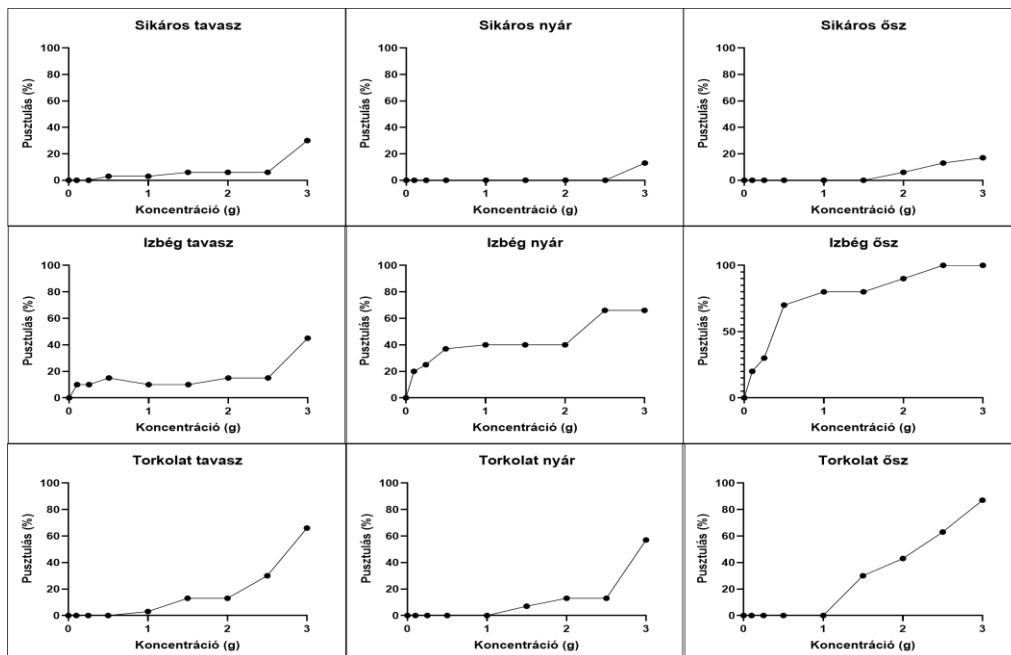 Sikáros tavasz
Pusztulás (%)
100
80
60
40
20
0
0 1 2 3
Koncentráció (g)
Sikáros nyár
Pusztulás (%)
100
80
60
40
20
0
0 1 2 3
Koncentráció (g)
Sikáros ősz
Pusztulás (%)
100
80
60
40
20
0
0 1 2 3
Koncentráció (g)
Izbég tavasz
Pusztulás (%)
100
80
60
40
20
0
0 1 2 3
Koncentráció (g)
Izbég nyár
Pusztulás (%)
100
80
60
40
20
0
0 1 2 3
Koncentráció (g)
Izbég ősz
Pusztulás (%)
100
50
0
0 1 2 3
Koncentráció (g)
Torkolat tavasz
Pusztulás (%)
100
80
60
40
20
0
0 1 2 3
Koncentráció (g)
Torkolat nyár
Pusztulás (%)
100
80
60
40
20
0
0 1 2 3
Koncentráció (g)
Torkolat ősz
Pusztulás (%)
100
80
60
40
20
0
0 1 2 3
Koncentráció (g)